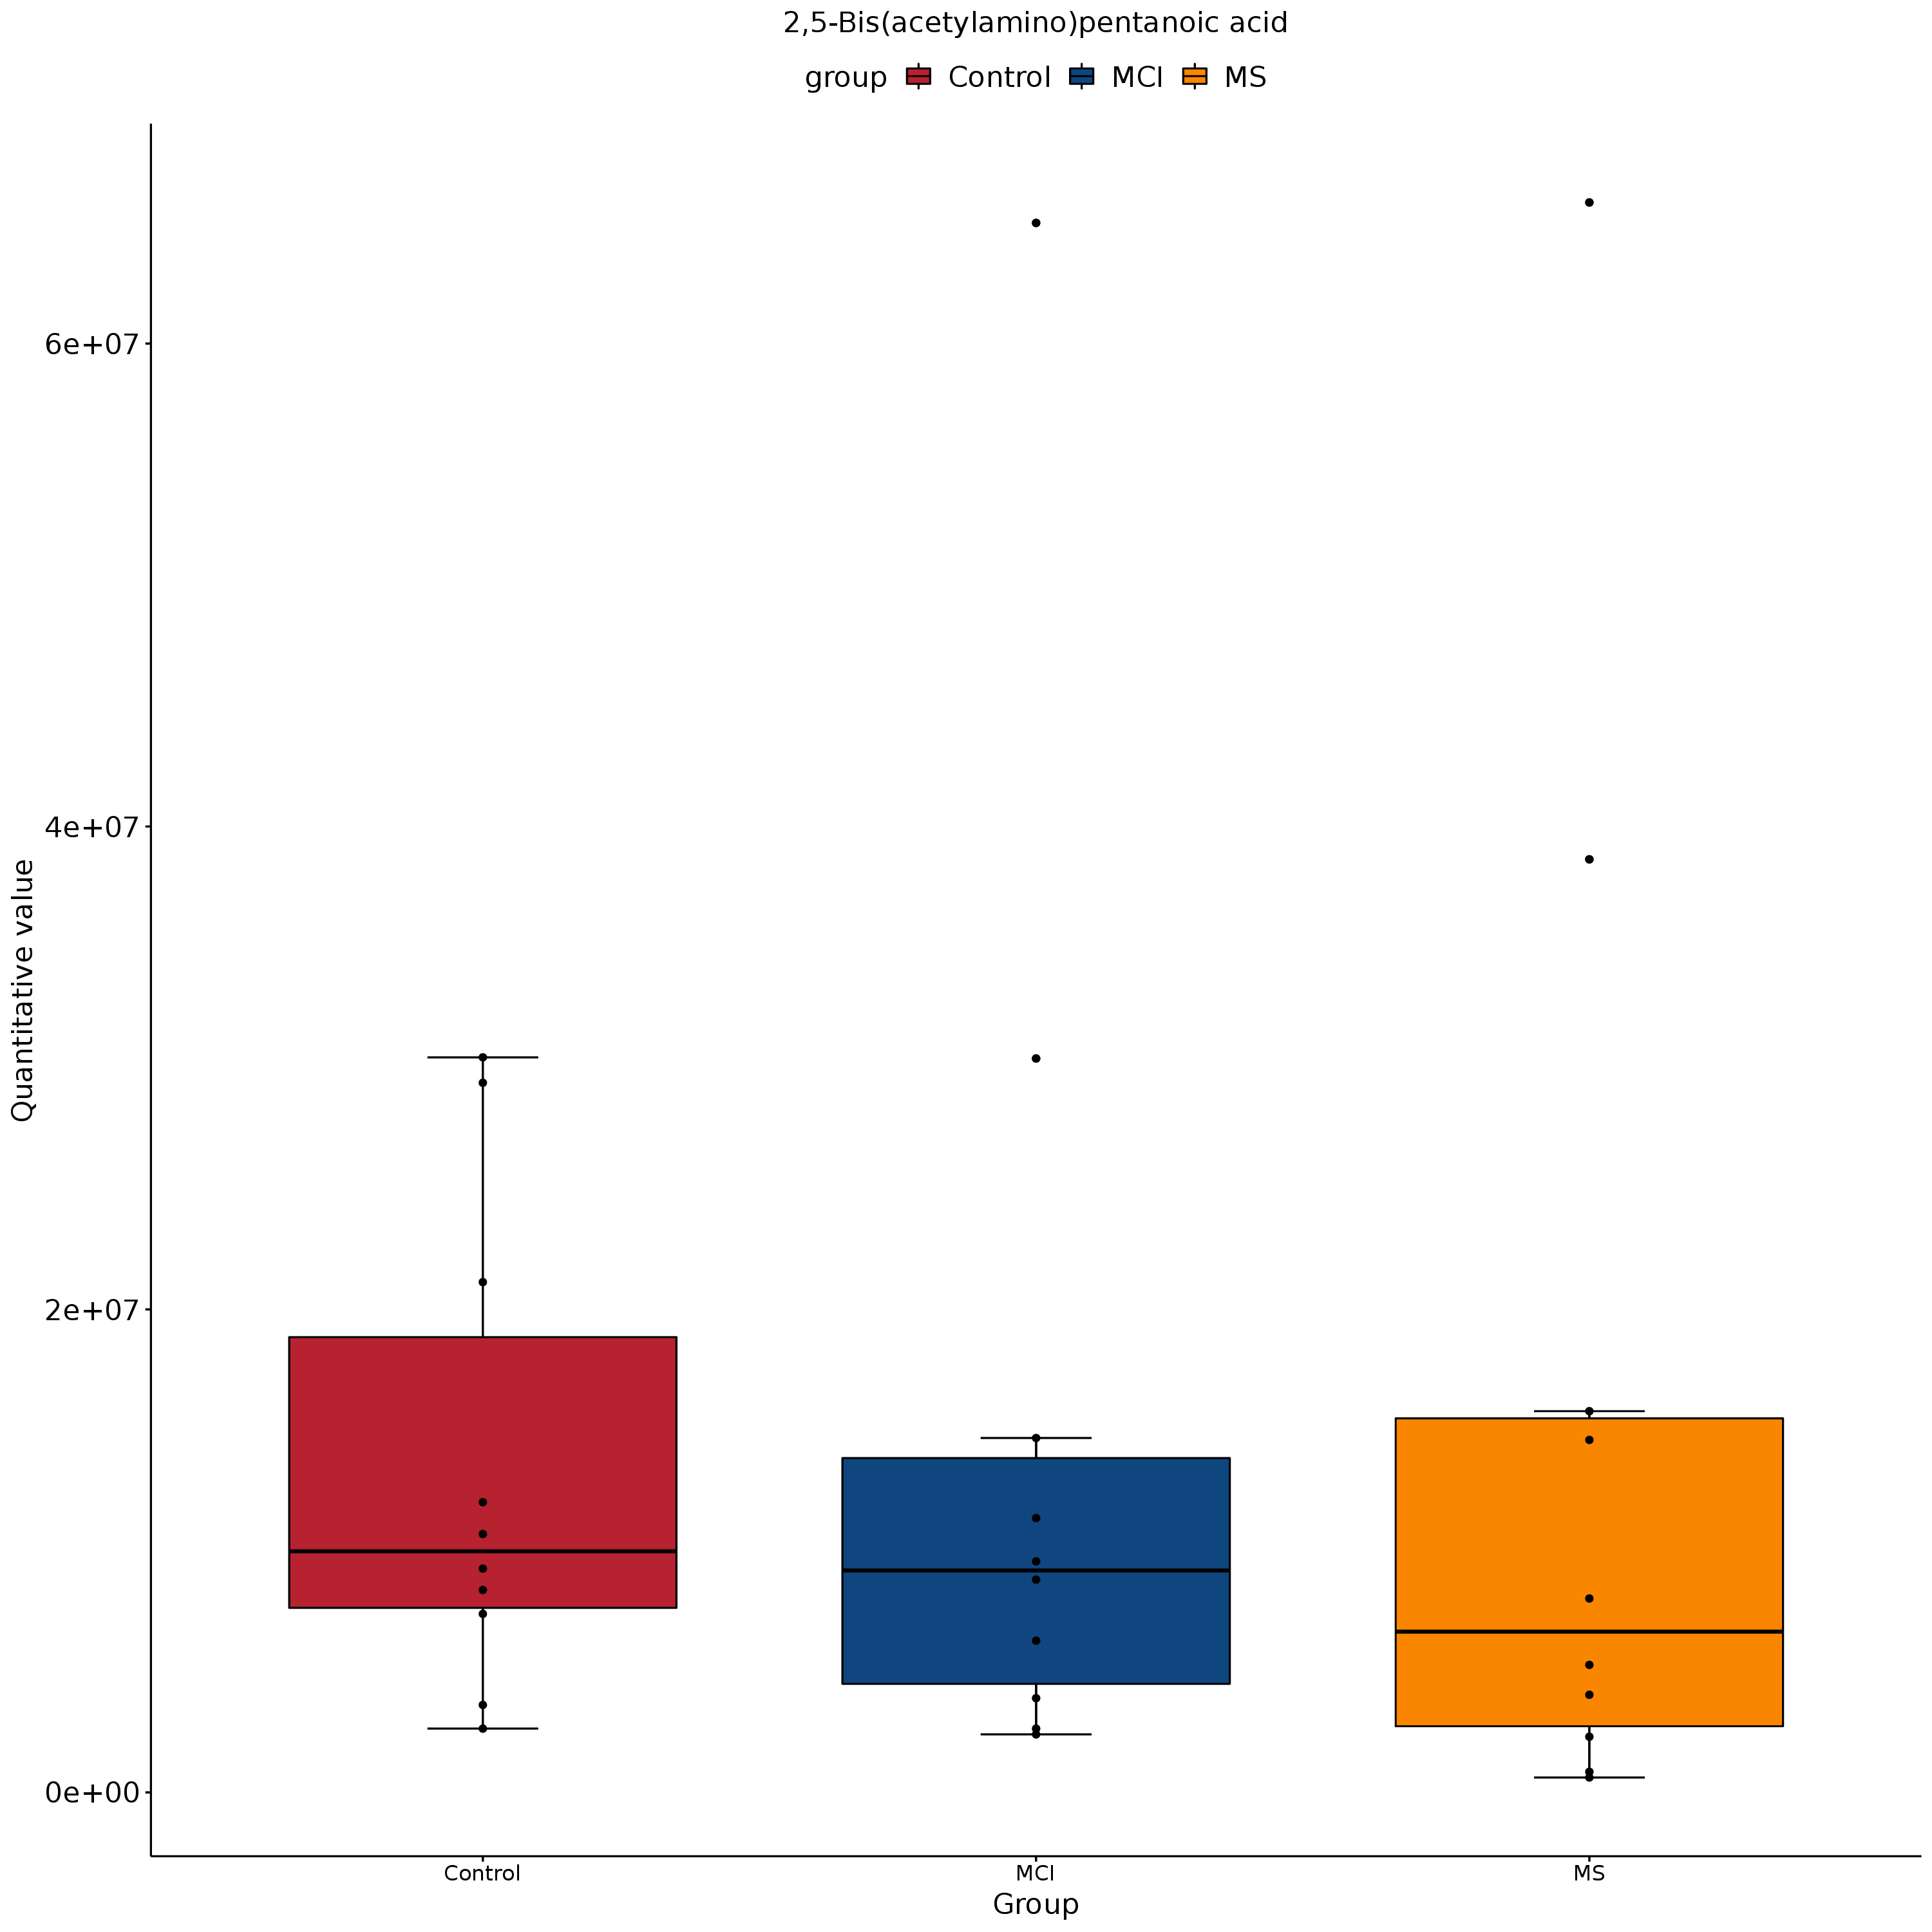 2,5-Bis(acetylamino)pentanoic acid
group Control MCI MS
6e+07
4e+07
2e+07
0e+00
Quantitative value
Control MCI MS
Group